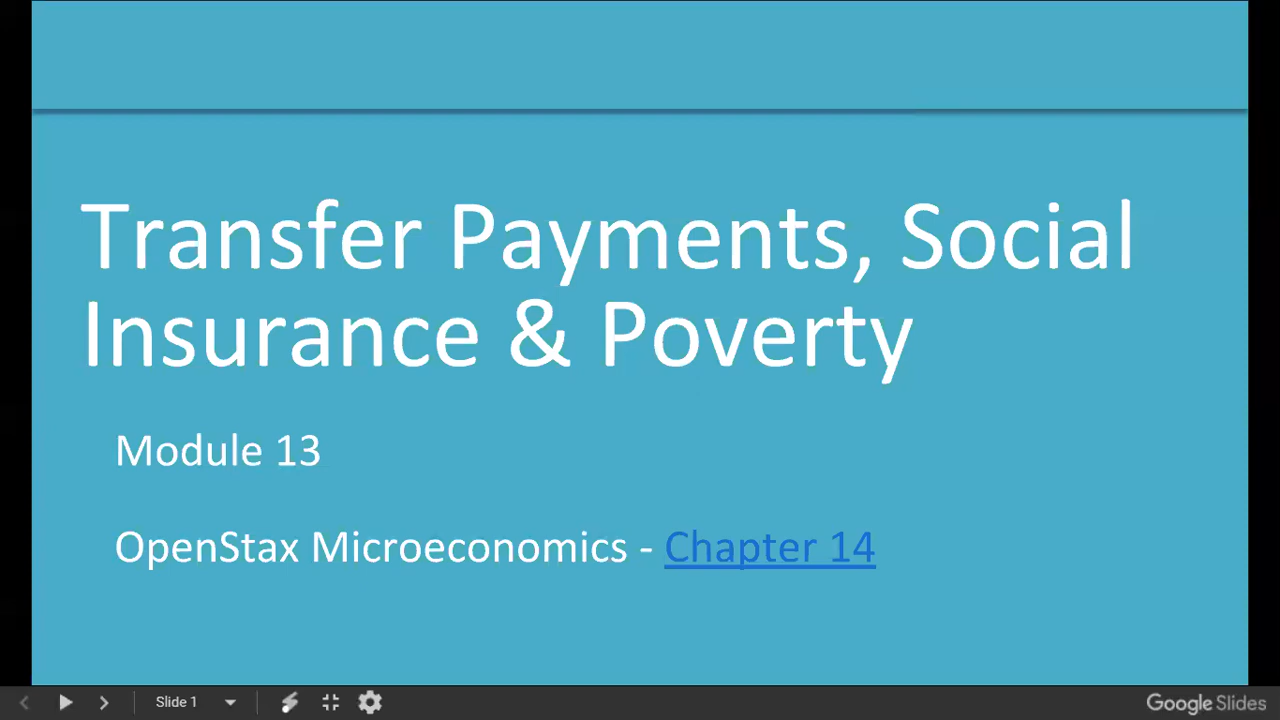 Transfer Payments, Social
Insurance & Poverty
Module 13
OpenStax Microeconomics - Chapter 14
Slide 1
Google Slides